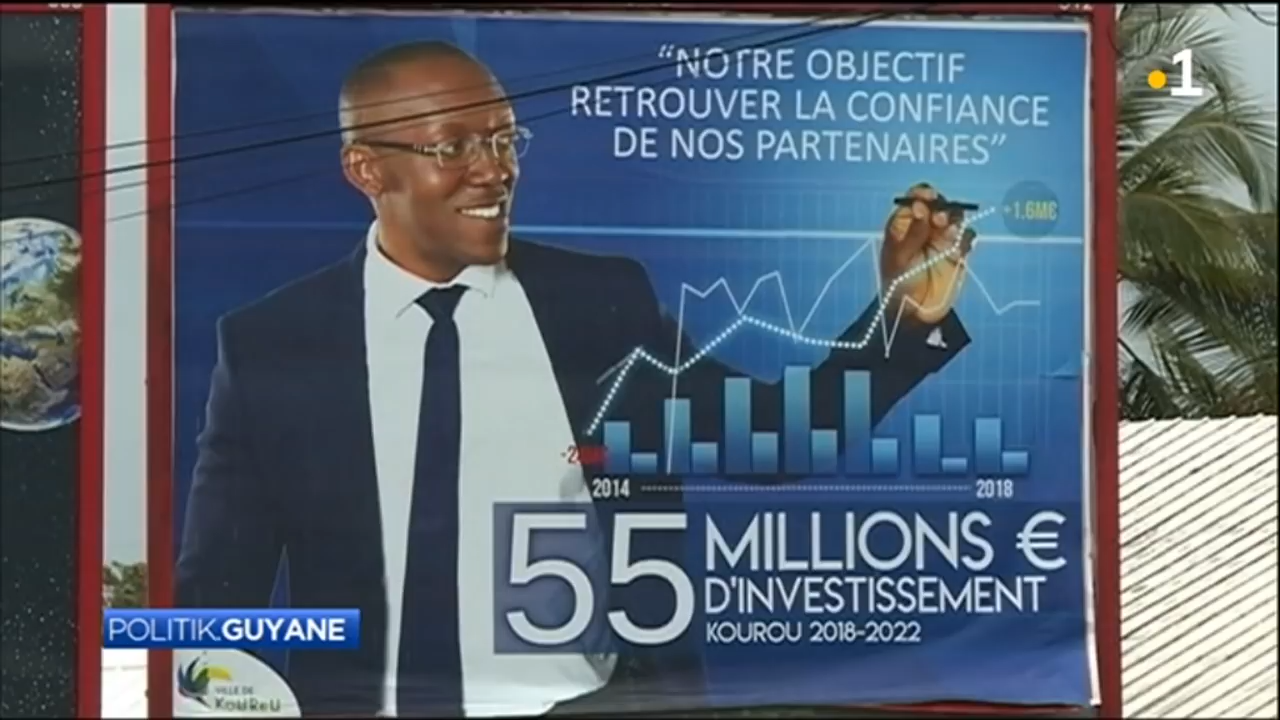 1
“NOTRE OBJECTIF
RETROUVER LA CONFIANCE
DE NOS PARTENAIRES”
+1.6M€
2014
2018
55 MILLIONS €
D'INVESTISSEMENT
KOUROU 2018-2022
POLITIK.GUYANE
VILLE DE
KOUROU